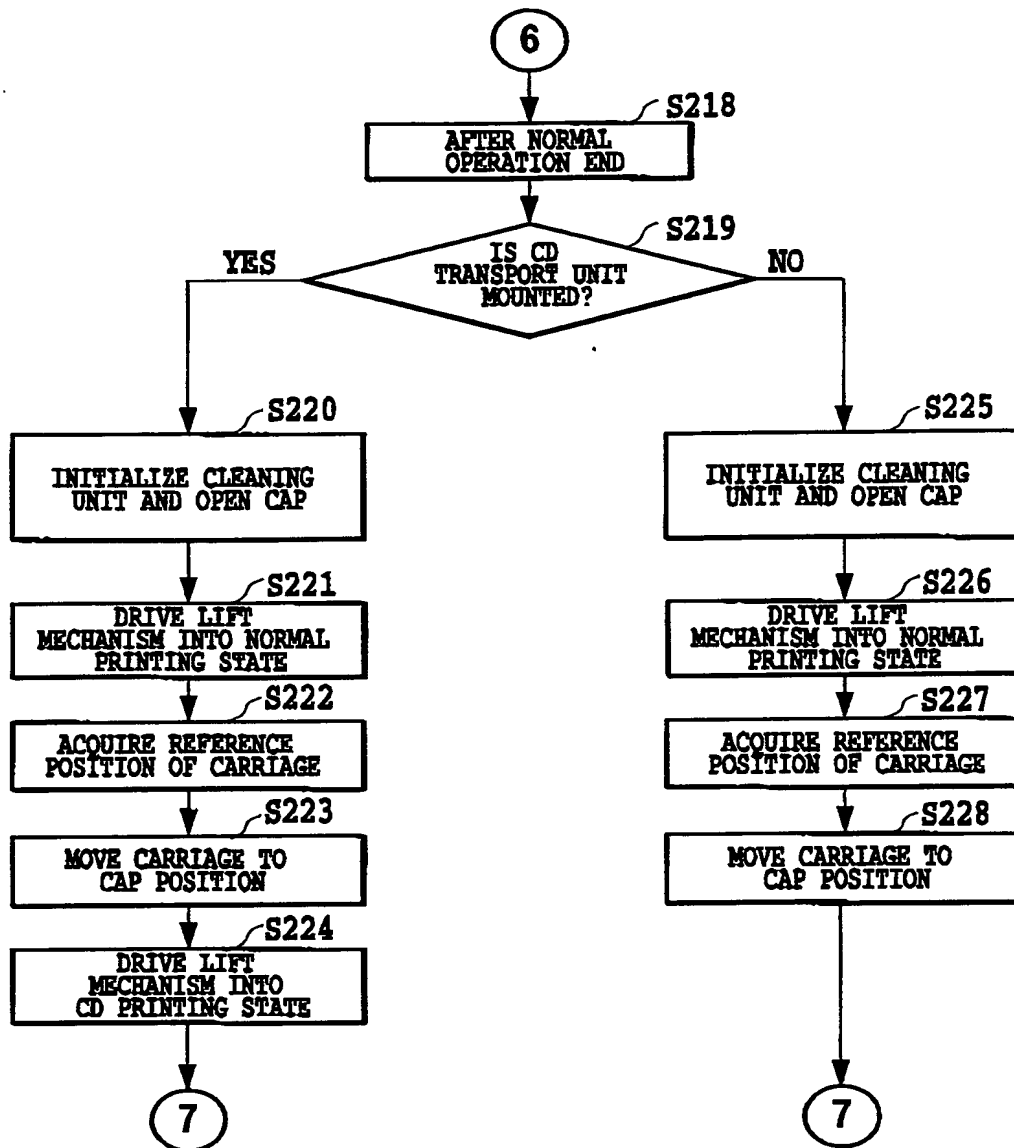 6
S218
AFTER NORMAL
OPERATION END
S219
IS CD
TRANSPORT UNIT
MOUNTED?
YES
NO
S220
INITIALIZE CLEANING
UNIT AND OPEN CAP
S221
DRIVE LIFT
MECHANISM INTO NORMAL
PRINTING STATE
S222
ACQUIRE REFERENCE
POSITION OF CARRIAGE
S223
MOVE CARRIAGE TO
CAP POSITION
S224
DRIVE LIFT
MECHANISM INTO
CD PRINTING STATE
7
S225
INITIALIZE CLEANING
UNIT AND OPEN CAP
S226
DRIVE LIFT
MECHANISM INTO NORMAL
PRINTING STATE
S227
ACQUIRE REFERENCE
POSITION OF CARRIAGE
S228
MOVE CARRIAGE TO
CAP POSITION
7